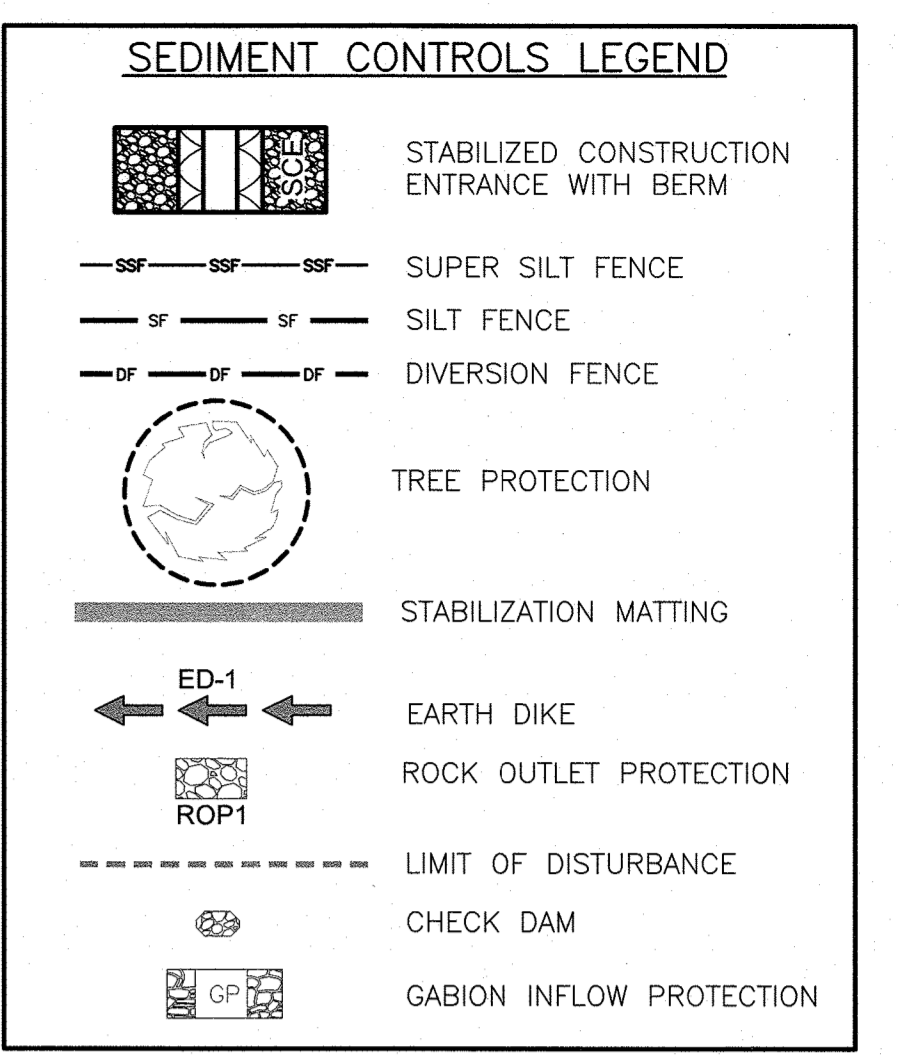 SEDIMENT CONTROLS LEGEND
SCE
STABILIZED CONSTRUCTION
ENTRANCE WITH BERM
SSF SSF SSF SUPER SILT FENCE
SF SF SILT FENCE
DF DF DF DIVERSION FENCE
TREE PROTECTION
STABILIZATION MATTING
ED-1
EARTH DIKE
ROCK OUTLET PROTECTION
ROP1
LIMIT OF DISTURBANCE
CHECK DAM
GP GABION INFLOW PROTECTION